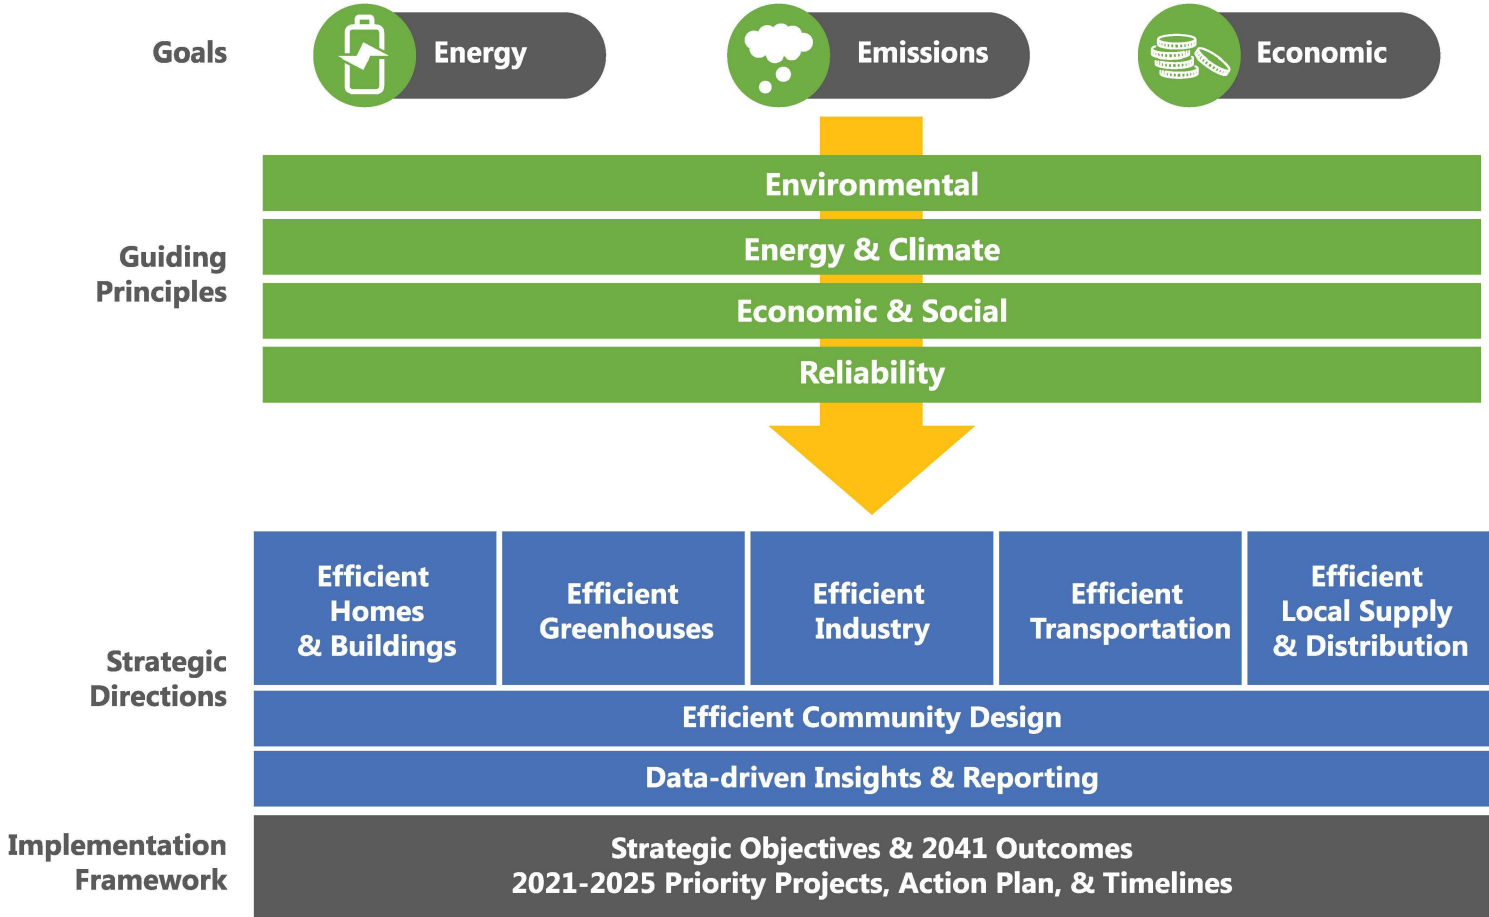 Goals
Energy
Emissions
Economic
Guiding
Principles
Environmental
Energy & Climate
Economic & Social
Reliability
Strategic
Directions
Efficient
Homes
& Buildings
Efficient
Greenhouses
Efficient
Industry
Efficient
Transportation
Efficient
Local Supply
& Distribution
Efficient Community Design
Data-driven Insights & Reporting
Implementation
Framework
Strategic Objectives & 2041 Outcomes
2021-2025 Priority Projects, Action Plan, & Timelines